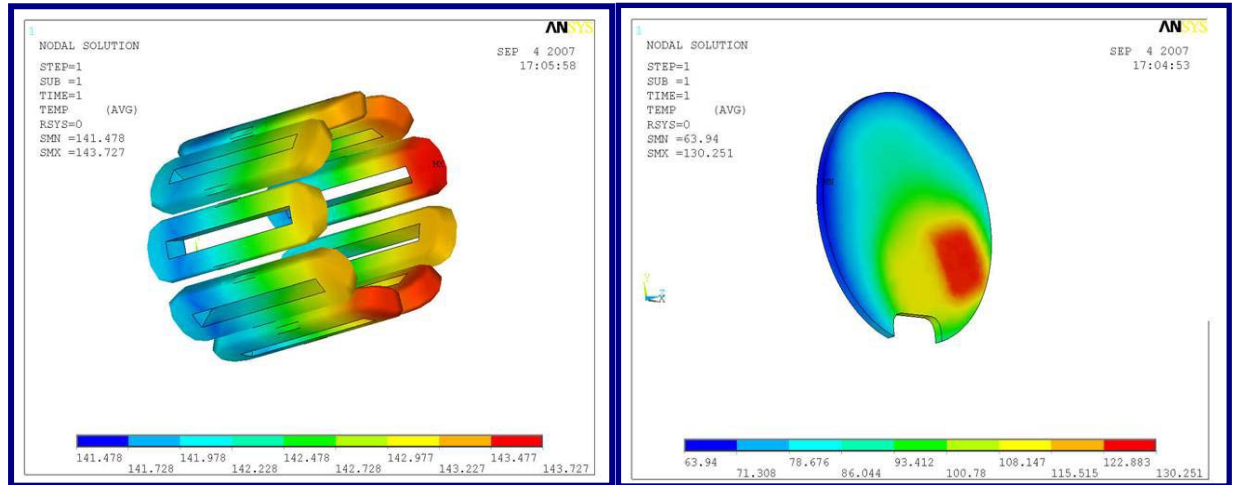 1
ANSYS
NODAL SOLUTION
SEP 4 2007
17:05:58
STEP=1
SUB =1
TIME=1
TEMP (AVG)
RSYS=0
SMN =141.478
SMX =143.727
MX
141.478 141.978 142.478 142.977 143.477
141.728 142.228 142.728 143.227 143.727
1
ANSYS
NODAL SOLUTION
SEP 4 2007
17:04:53
STEP=1
SUB =1
TIME=1
TEMP (AVG)
RSYS=0
SMN =63.94
SMX =130.251
MN
Y
Z
X
63.94 78.676 93.412 108.147 122.883
71.308 86.044 100.78 115.515 130.251